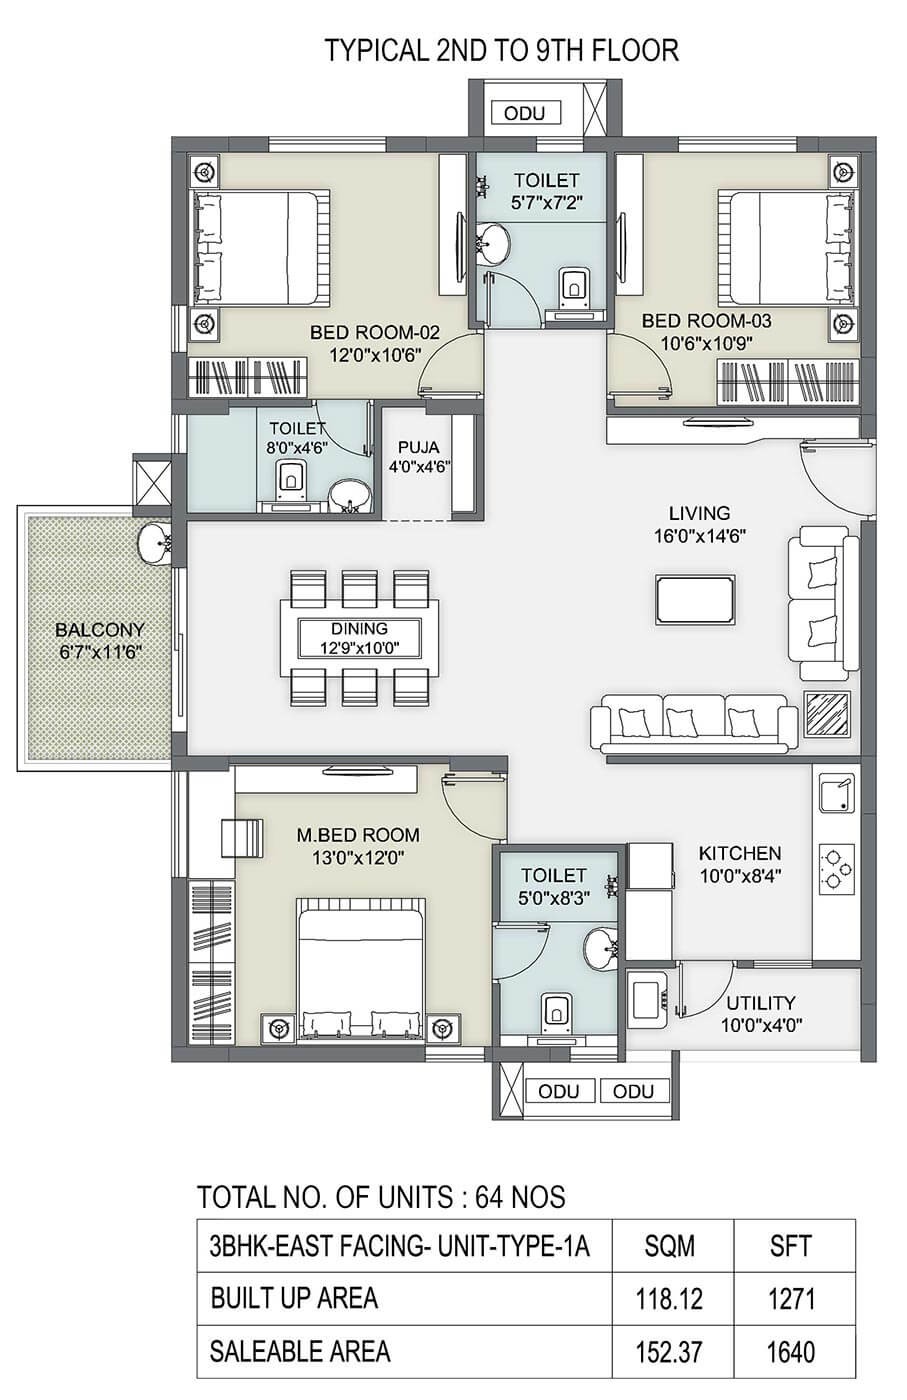 TYPICAL 2ND TO 9TH FLOOR
ODU
TOILET
5'7"x7'2"
BED ROOM-02
12'0"x10'6"
BED ROOM-03
10'6"x10'9"
TOILET
8'0"x4'6"
PUJA
4'0"x4'6"
LIVING
16'0"x14'6"
BALCONY
6'7"x11'6"
DINING
12'9"x10'0"
M.BED ROOM
13'0"x12'0"
TOILET
5'0"x8'3"
KITCHEN
10'0"x8'4"
UTILITY
10'0"x4'0"
ODU ODU
TOTAL NO. OF UNITS : 64 NOS
3BHK-EAST FACING- UNIT-TYPE-1A SQM SFT
BUILT UP AREA 118.12 1271
SALEABLE AREA 152.37 1640